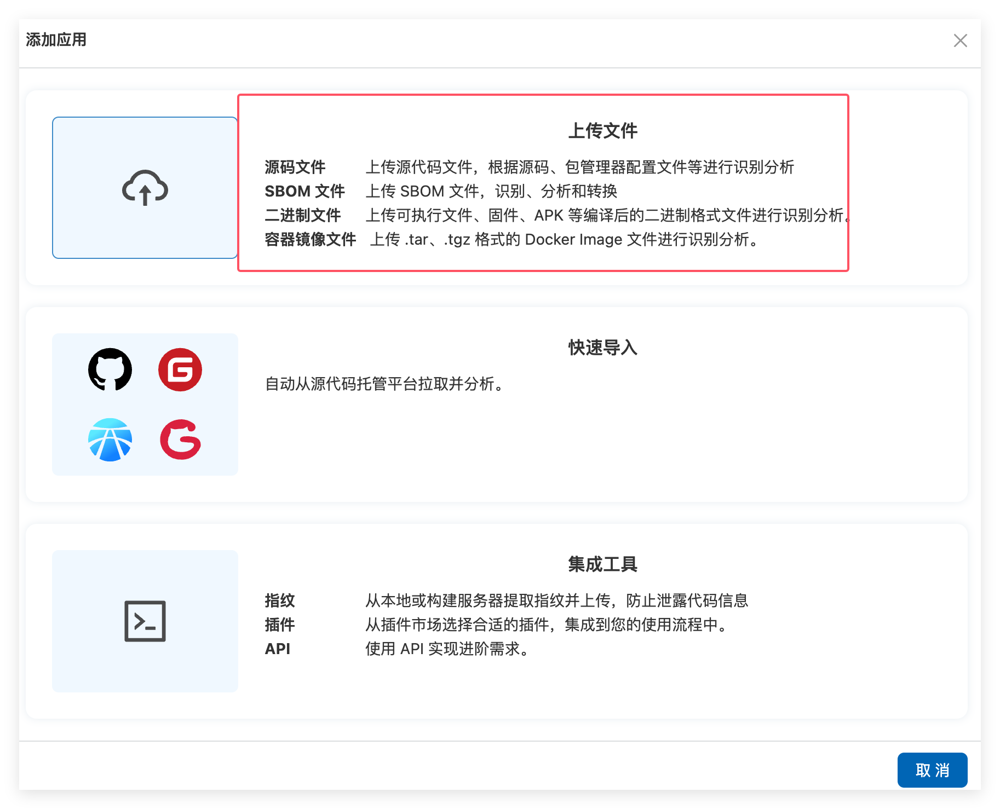 添加应用
上传文件
源码文件 上传源代码文件，根据源码、包管理器配置文件等进行识别分析
SBOM 文件 上传 SBOM 文件，识别、分析和转换
二进制文件 上传可执行文件、固件、APK 等编译后的二进制格式文件进行识别分析。
容器镜像文件 上传 .tar、.tgz 格式的 Docker Image 文件进行识别分析。
快速导入
自动从源代码托管平台拉取并分析。
集成工具
指纹 从本地或构建服务器提取指纹并上传，防止泄露代码信息
插件 从插件市场选择合适的插件，集成到您的使用流程中。
API 使用 API 实现进阶需求。
取 消